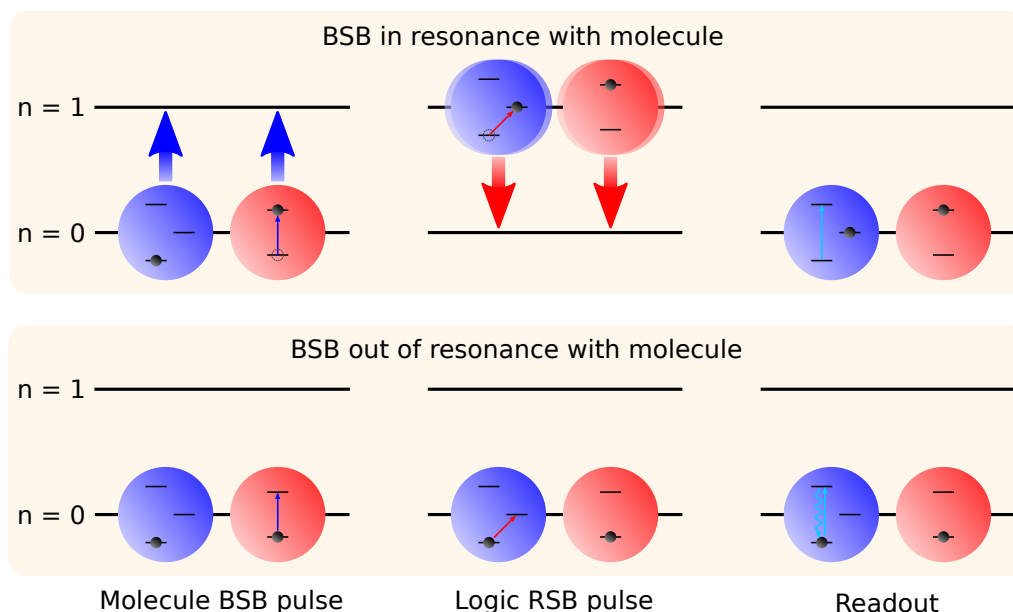 BSB in resonance with molecule
n = 1
n = 0
BSB out of resonance with molecule
n = 1
n = 0
Molecule BSB pulse
Logic RSB pulse
Readout